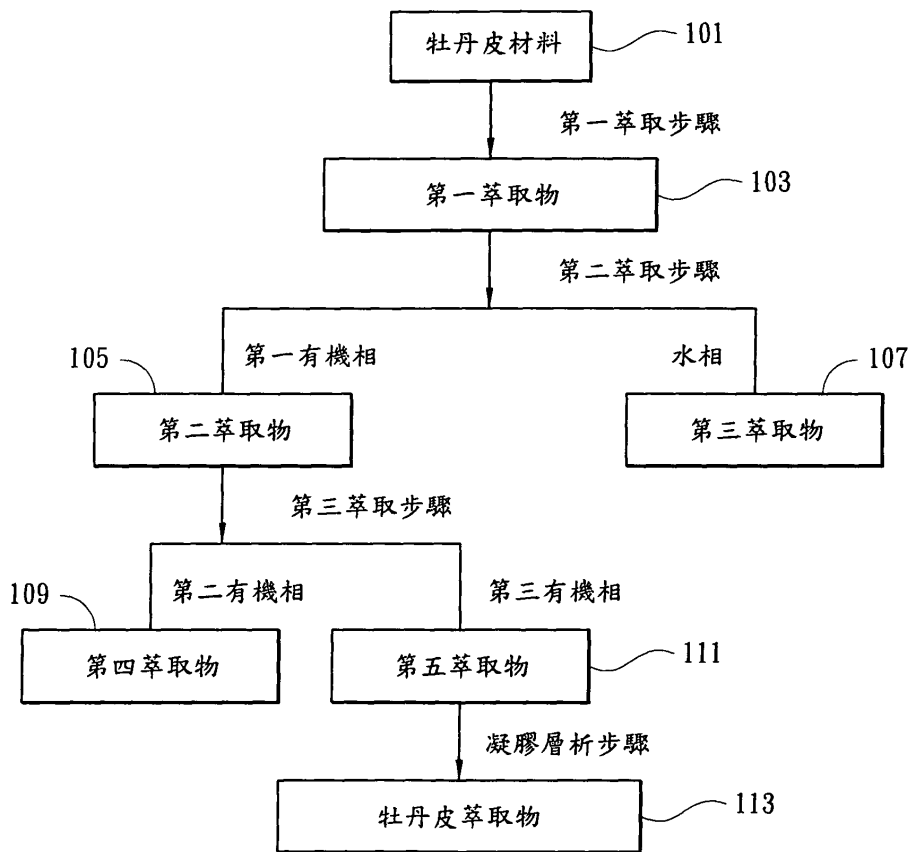 牡丹皮材料
101
第一萃取步驟
第一萃取物
103
第二萃取步驟
105
第一有機相
水相
107
第二萃取物
第三萃取物
第三萃取步驟
109
第二有機相
第三有機相
第四萃取物
第五萃取物
111
凝膠層析步驟
牡丹皮萃取物
113